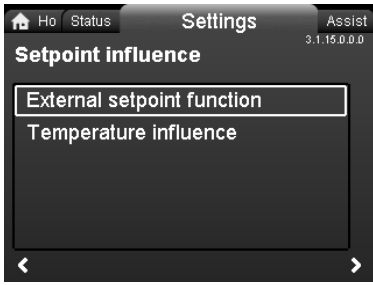 Ho Status Settings Assist
3.1.15.0.0.0
Setpoint influence
External setpoint function
Temperature influence